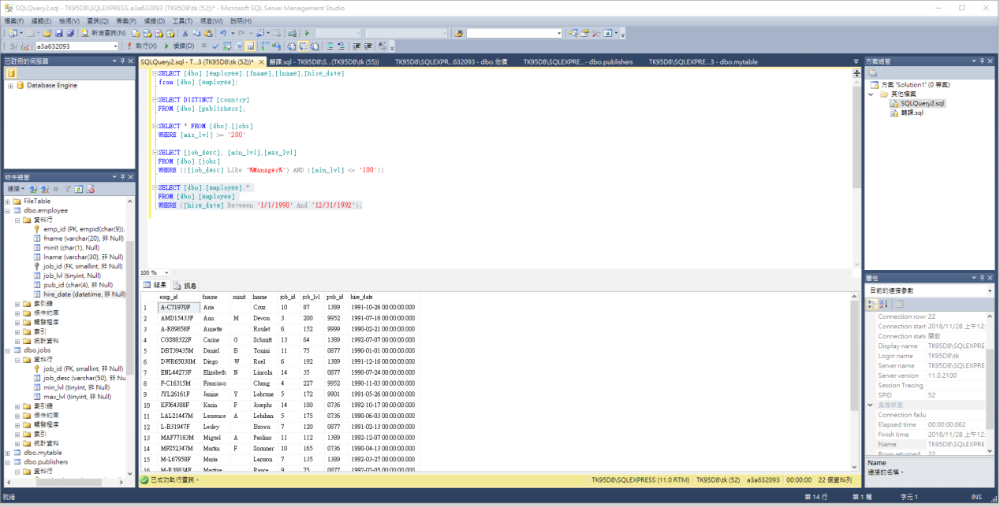 SQLQuery2.sql - TK95D8\SQLEXPRESS.a3a632093 (TK95D8\tk (52))* - Microsoft SQL Server Management Studio
檔案(F) 編輯(E) 檢視(V) 查詢(Q) 專案(P) 偵錯(D) 工具(T) 視窗(W) 說明(H)
新增查詢(N)
a3a632093 執行(X) 偵錯(D)
已註冊的伺服器
Database Engine
SQLQuery2.sql - T...3 (TK95D8\tk (52))* 輔課.sql - TK95D8\S...(TK95D8\tk (55)) TK95D8\SQLEXPR...632093 - dbo.估價 TK95D8\SQLEXPRE...- dbo.publishers TK95D8\SQLEXPRE...3 - dbo.mytable
SELECT [dbo].[employee].[fname],[lname],[hire_date]
from [dbo].[employee];
SELECT DISTINCT [country]
FROM [dbo].[publishers];
SELECT * FROM [dbo].[jobs]
WHERE [max_lvl] >= '200'
SELECT [job_desc], [min_lvl],[max_lvl]
FROM [dbo].[jobs]
WHERE (([job_desc] Like '%Manager%') AND ([min_lvl] <= '100'))
SELECT [dbo].[employee].*
FROM [dbo].[employee]
WHERE ([hire_date] Between '1/1/1990' And '12/31/1992');
100 %
方案總管
方案 'Solution1' (0 專案)
其他檔案
SQLQuery2.sql
輔課.sql
物件總管
連接
FileTable
dbo.employee
資料行
emp_id (PK, empid(char(9)),
fname (varchar(20), 非 Null)
minit (char(1), Null)
lname (varchar(30), 非 Null)
job_id (FK, smallint, 非 Null)
job_lvl (tinyint, Null)
pub_id (char(4), 非 Null)
hire_date (datetime, 非 Null)
索引鍵
條件約束
觸發程序
索引
統計資料
dbo.jobs
資料行
job_id (PK, smallint, 非 Null)
job_desc (varchar(50), 非 Nu
min_lvl (tinyint, 非 Null)
max_lvl (tinyint, 非 Null)
索引鍵
條件約束
觸發程序
索引
統計資料
dbo.mytable
dbo.publishers
資料行
結果 訊息
emp_id fname minit lname job_id job_lvl pub_id hire_date
1 A-C71970F Aria Cruz 10 87 1389 1991-10-26 00:00:00.000
2 AMD15433F Ann M Devon 3 200 9952 1991-07-16 00:00:00.000
3 A-R89858F Annette Roulet 6 152 9999 1990-02-21 00:00:00.000
4 CGS88322F Carine G Schmitt 13 64 1389 1992-07-07 00:00:00.000
5 DBT39435M Daniel B Tonini 11 75 0877 1990-01-01 00:00:00.000
6 DWR65030M Diego W Roel 6 192 1389 1991-12-16 00:00:00.000
7 ENL44273F Elizabeth N Lincoln 14 35 0877 1990-07-24 00:00:00.000
8 F-C16315M Francisco Chang 4 227 9952 1990-11-03 00:00:00.000
9 JYL26161F Janine Y Labrune 5 172 9901 1991-05-26 00:00:00.000
10 KFJ64308F Karin F Josephs 14 100 0736 1992-10-17 00:00:00.000
11 LAL21447M Laurence A Lebihan 5 175 0736 1990-06-03 00:00:00.000
12 L-B31947F Lesley Brown 7 120 0877 1991-02-13 00:00:00.000
13 MAP77183M Miguel A Paolino 11 112 1389 1992-12-07 00:00:00.000
14 MFS52347M Martin F Sommer 10 165 0736 1990-04-13 00:00:00.000
15 M-L67958F Maria Larsson 7 135 1389 1992-03-27 00:00:00.000
16 M-R38834F Martine Rance 9 75 0877 1992-02-05 00:00:00.000
屬性
目前的連接參數
Connection rows 22
Connection start 2018/11/28 上午12:
Connection state 開啟
Display name TK95D8\SQLEXPRE
Login name TK95D8\tk
Server name TK95D8\SQLEXPRE
Server version 11.0.2100
Session Tracing
SPID 52
Connection failu
Elapsed time 00:00:00.062
Finish time 2018/11/28 上午12:
Name TK95D8\SQLEXPRE
Rows returned 22
Name
連接的名稱。
已成功執行查詢。 TK95D8\SQLEXPRESS (11.0 RTM) TK95D8\tk (52) a3a632093 00:00:00 22 個資料列
就緒 第 14 行 第 1 欄 字元 1 INS